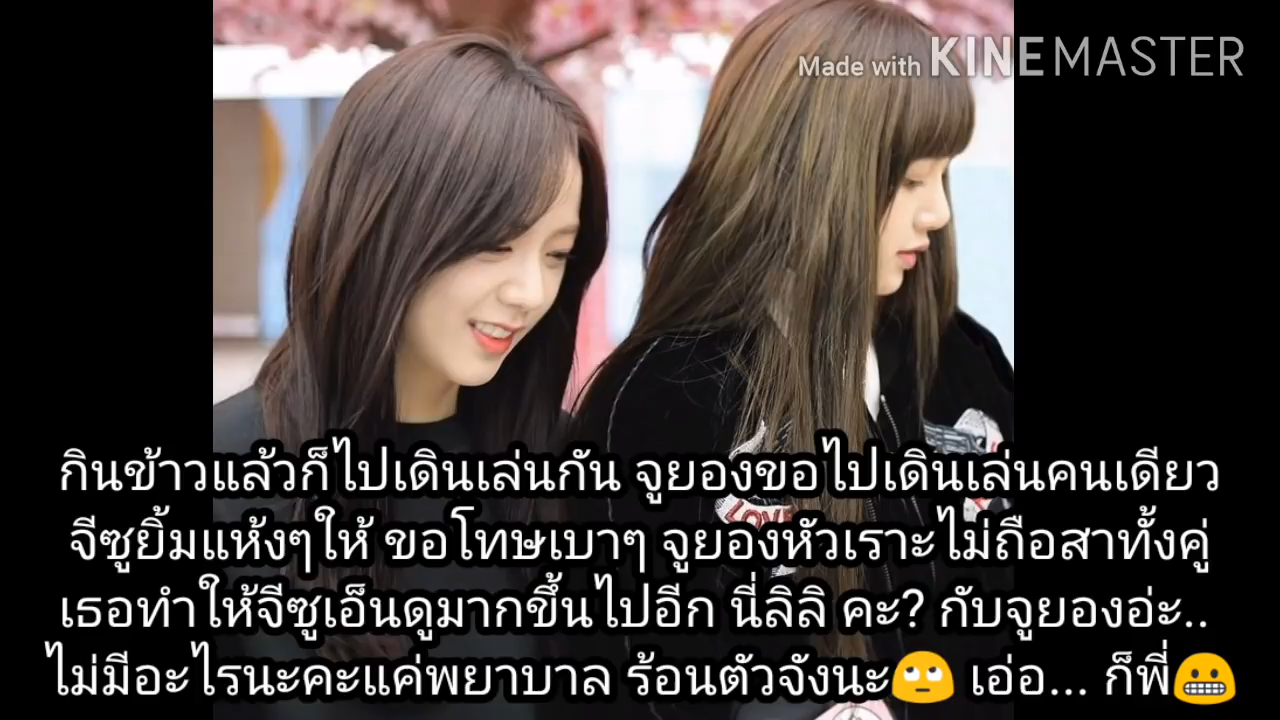 Made with KINEMASTER
LOVE
กินข้าวแล้วก็ไปเดินเล่นกัน จูยองขอไปเดินเล่นคนเดียว
จีซูยิ้มแห้งๆให้ ขอโทษเบาๆ จูยองหัวเราะไม่ถือสาทั้งคู่
เธอทำให้จีซูเอ็นดูมากขึ้นไปอีก นี่ลิลิ คะ? กับจูยองอ่ะ..
ไม่มีอะไรนะคะแค่พยาบาล ร้อนตัวจังนะ🙄 เอ่อ... ก็พี่😬